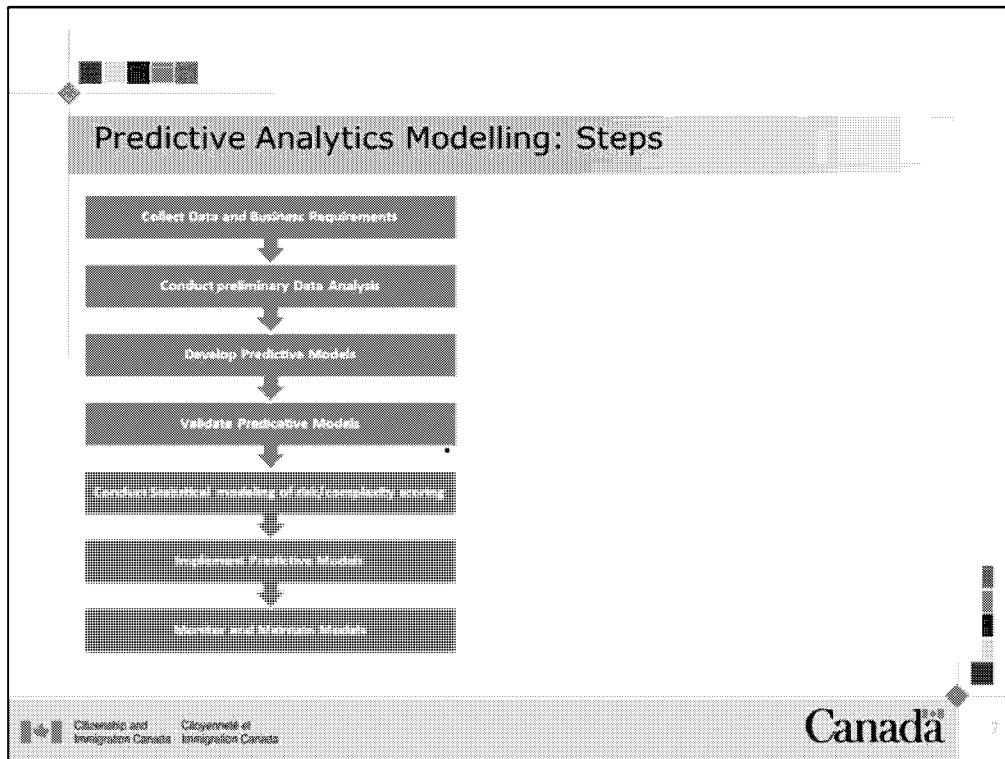 Predictive Analytics Modelling: Steps
Collect Data and Business Requirements
Conduct preliminary Data Analysis
Develop Predictive Models
Validate Predicative Models
Conduct Statistical modeling of risk/complexity scoring
Implement Predictive Models
Monitor and Maintain Models
Citizenship and Citoyenneté et
Immigration Canada Immigration Canada
Canada
7